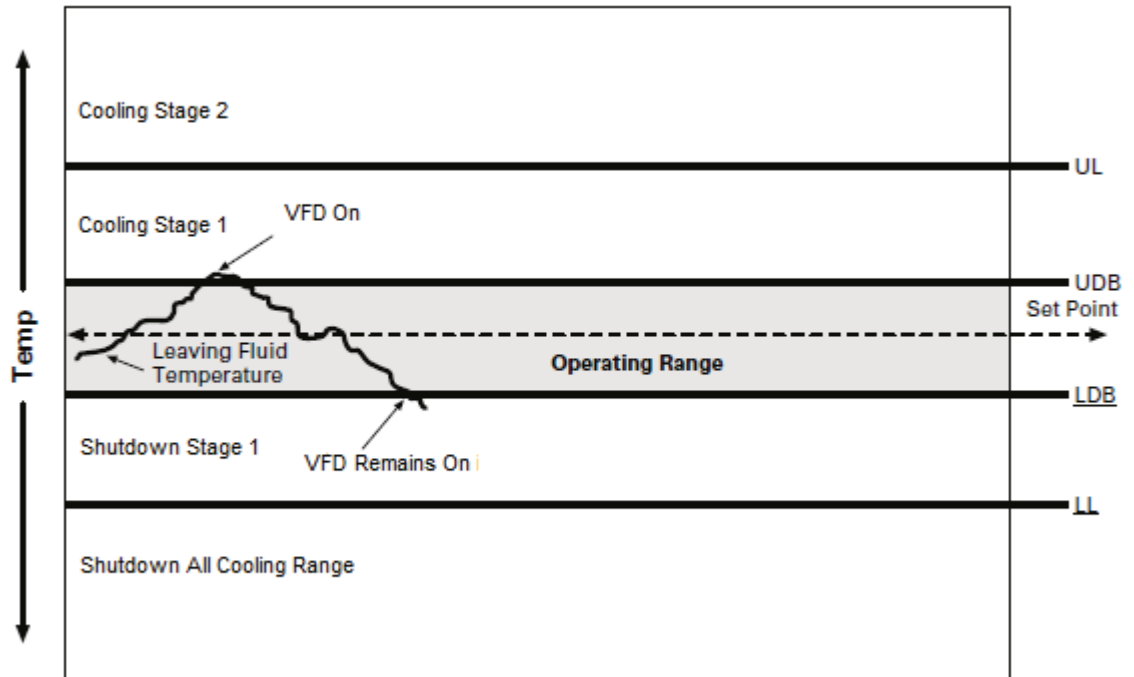 Cooling Stage 2
UL
Cooling Stage 1
VFD On
UDB
Set Point
Temp
Leaving Fluid
Temperature
Operating Range
LDB
Shutdown Stage 1
VFD Remains On i
LL
Shutdown All Cooling Range